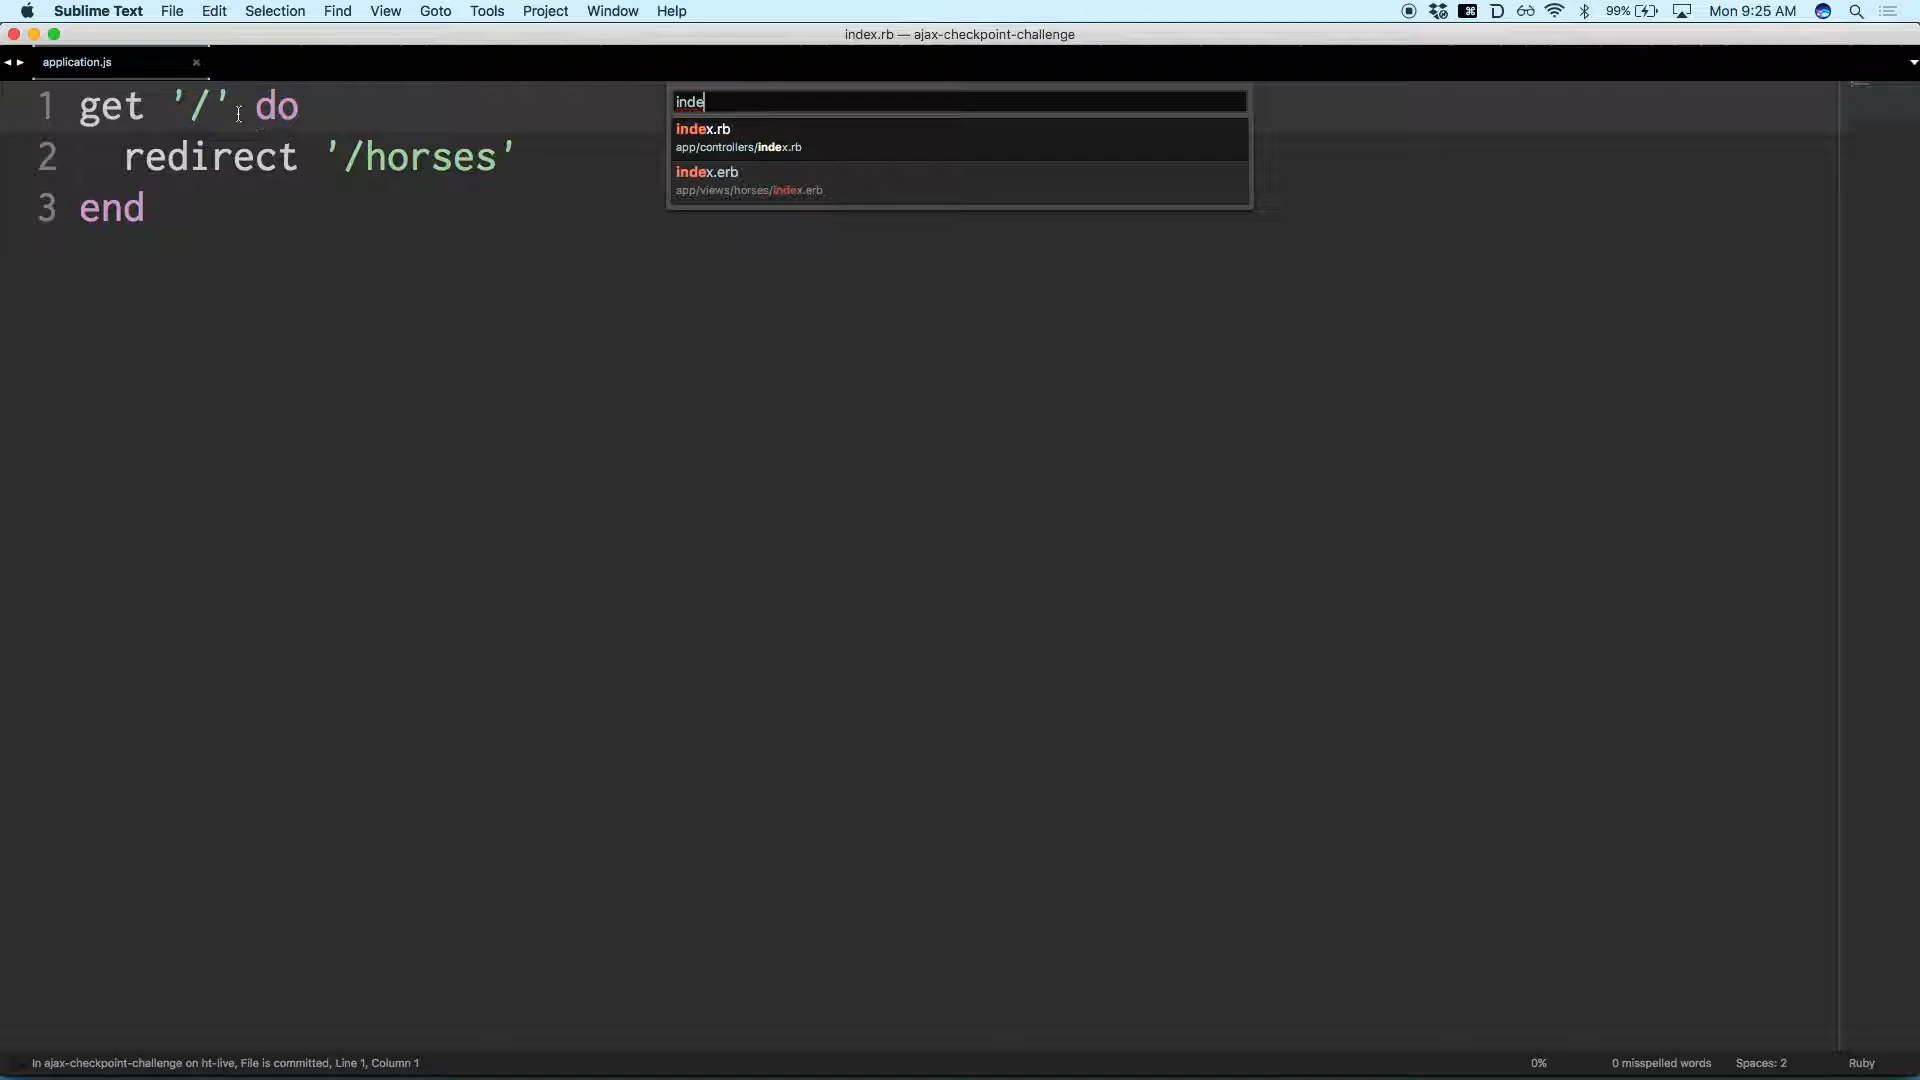 Sublime Text File Edit Selection Find View Goto Tools Project Window Help 99% Mon 9:25 AM
index.rb — ajax-checkpoint-challenge
application.js
inde
index.rb
app/controllers/index.rb
index.erb
app/views/horses/index.erb
1 get '/' do
2 redirect '/horses'
3 end
In ajax-checkpoint-challenge on ht-live, File is committed, Line 1, Column 1 0% 0 misspelled words Spaces: 2 Ruby